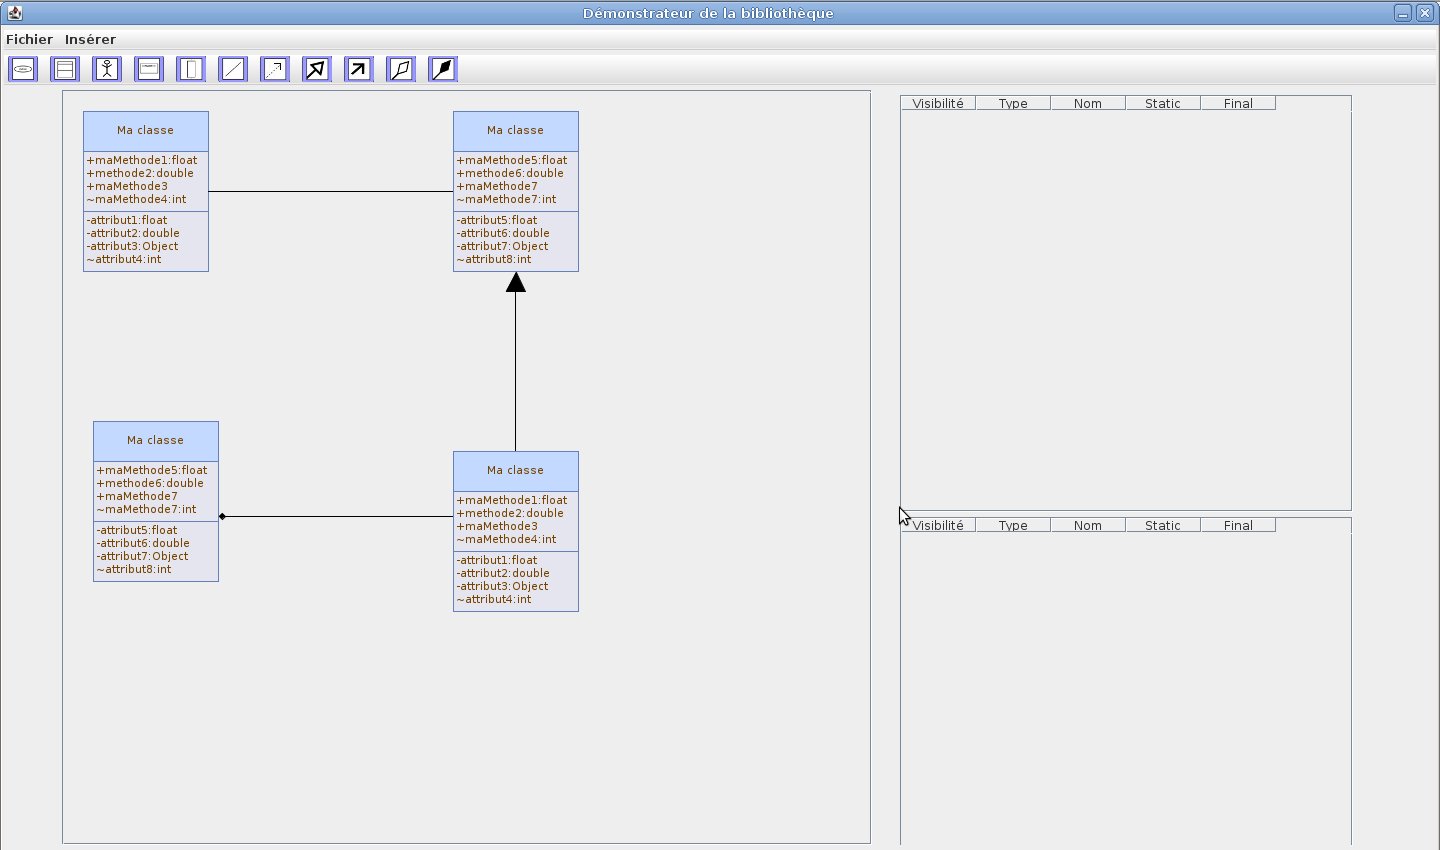 Démonstrateur de la bibliothèque
Fichier Insérer
Ma classe
+maMethode1:float
+methode2:double
+maMethode3
~maMethode4:int
-attribut1:float
-attribut2:double
-attribut3:Object
~attribut4:int
Ma classe
+maMethode5:float
+methode6:double
+maMethode7
~maMethode7:int
-attribut5:float
-attribut6:double
-attribut7:Object
~attribut8:int
Ma classe
+maMethode5:float
+methode6:double
+maMethode7
~maMethode7:int
-attribut5:float
-attribut6:double
-attribut7:Object
~attribut8:int
Ma classe
+maMethode1:float
+methode2:double
+maMethode3
~maMethode4:int
-attribut1:float
-attribut2:double
-attribut3:Object
~attribut4:int
Visibilité Type Nom Static Final
Visibilité Type Nom Static Final